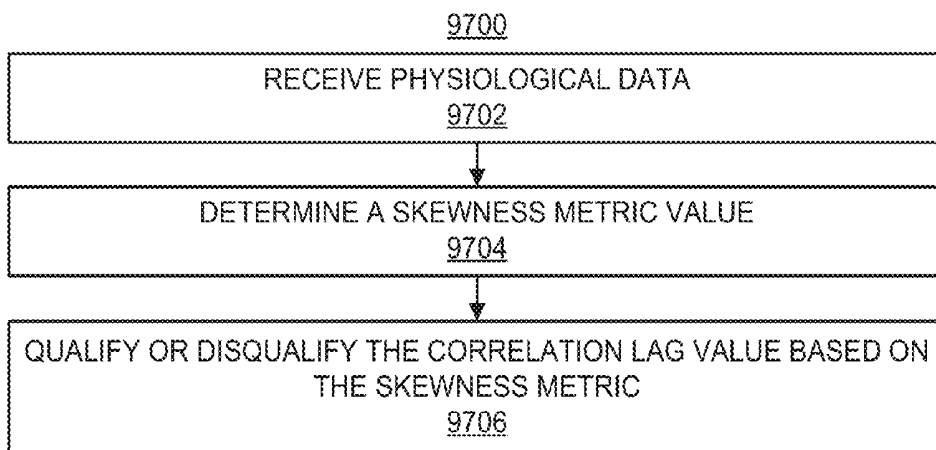 9700
RECEIVE PHYSIOLOGICAL DATA
9702
DETERMINE A SKEWNESS METRIC VALUE
9704
QUALIFY OR DISQUALIFY THE CORRELATION LAG VALUE BASED ON
THE SKEWNESS METRIC
9706